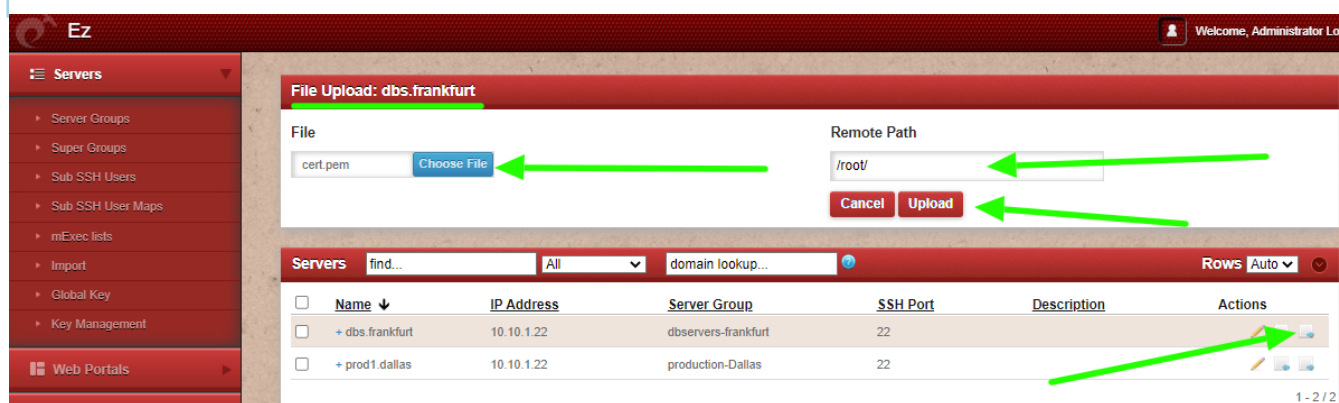 Ez
Welcome, Administrator Lo
Servers
Server Groups
Super Groups
Sub SSH Users
Sub SSH User Maps
mExec lists
Import
Global Key
Key Management
Web Portals
File Upload: dbs.frankfurt
File
Remote Path
cert.pem
Choose File
/root/
Cancel
Upload
Servers find... All domain lookup... Rows Auto
Name IP Address Server Group SSH Port Description Actions
+ dbs.frankfurt 10.10.1.22 dbservers-frankfurt 22
+ prod1.dallas 10.10.1.22 production-Dallas 22
1 - 2 / 2